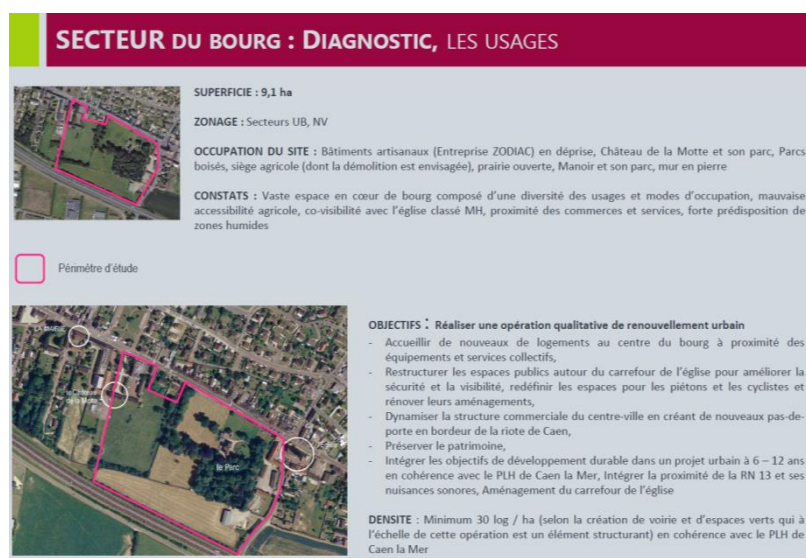 SECTEUR DU BOURG : DIAGNOSTIC, LES USAGES
SUPERFICIE : 9,1 ha
ZONAGE : Secteurs UB, NV
OCCUPATION DU SITE : Bâtiments artisanaux (Entreprise ZODIAC) en déprise, Château de la Motte et son parc, Parcs
boisés, siège agricole (dont la démolition est envisagée), prairie ouverte, Manoir et son parc, mur en pierre
CONSTATS : Vaste espace en cœur de bourg composé d'une diversité des usages et modes d'occupation, mauvaise
accessibilité agricole, co-visibilité avec l'église classé MH, proximité des commerces et services, forte prédisposition de
zones humides
Périmètre d'étude
LA MAIRIE
de la Motte
le Parc
OBJECTIFS : Réaliser une opération qualitative de renouvellement urbain
- Accueillir de nouveaux de logements au centre du bourg à proximité des
équipements et services collectifs,
- Restructurer les espaces publics autour du carrefour de l'église pour améliorer la
sécurité et la visibilité, redéfinir les espaces pour les piétons et les cyclistes et
rénover leurs aménagements,
- Dynamiser la structure commerciale du centre-ville en créant de nouveaux pas-de-
porte en bordeur de la riote de Caen,
- Préserver le patrimoine,
- Intégrer les objectifs de développement durable dans un projet urbain à 6 – 12 ans
en cohérence avec le PLH de Caen la Mer, Intégrer la proximité de la RN 13 et ses
nuisances sonores, Aménagement du carrefour de l'église
DENSITE : Minimum 30 log / ha (selon la création de voirie et d'espaces verts qui à
l'échelle de cette opération est un élément structurant) en cohérence avec le PLH de
Caen la Mer